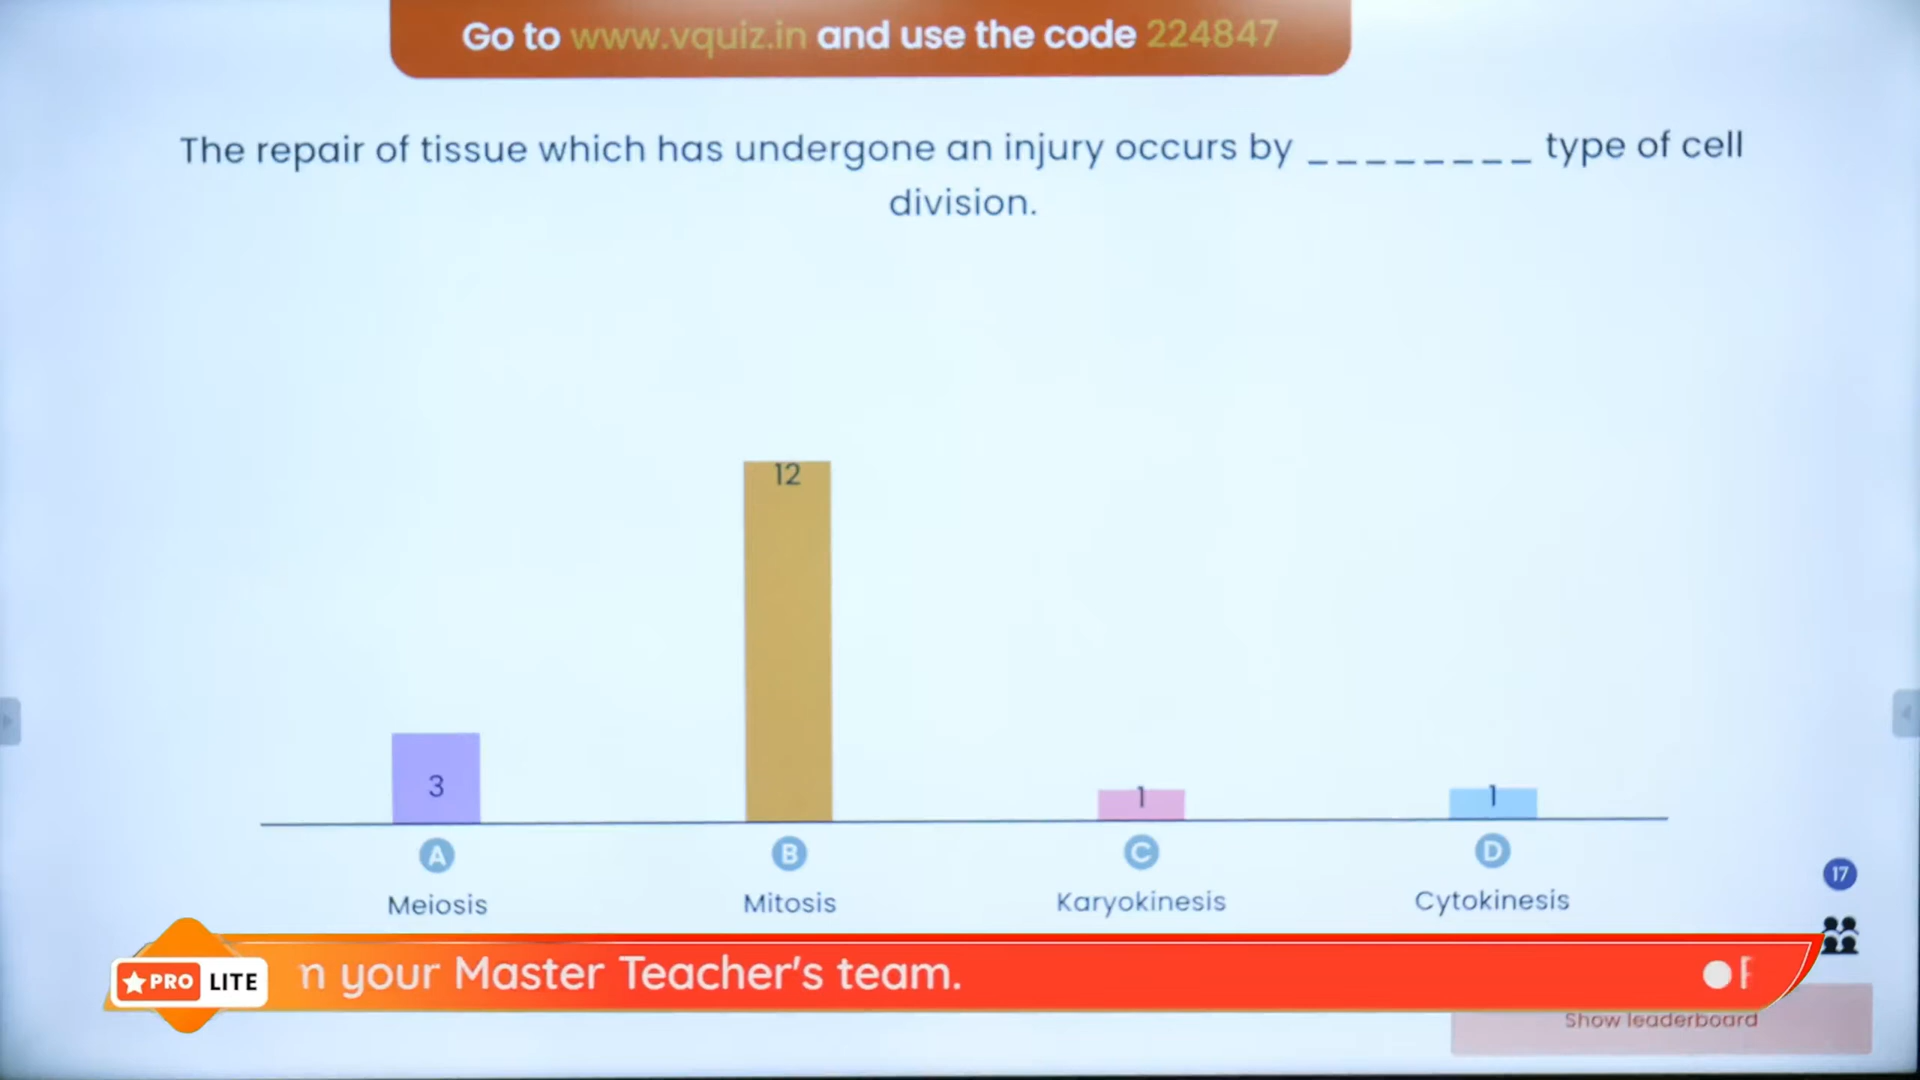 Go to www.vquiz.in and use the code 224847
The repair of tissue which has undergone an injury occurs by ________ type of cell
division.
12
3
1
1
A
B
C
D
Meiosis
Mitosis
Karyokinesis
Cytokinesis
17
PRO LITE
n your Master Teacher's team.
Show leaderboard